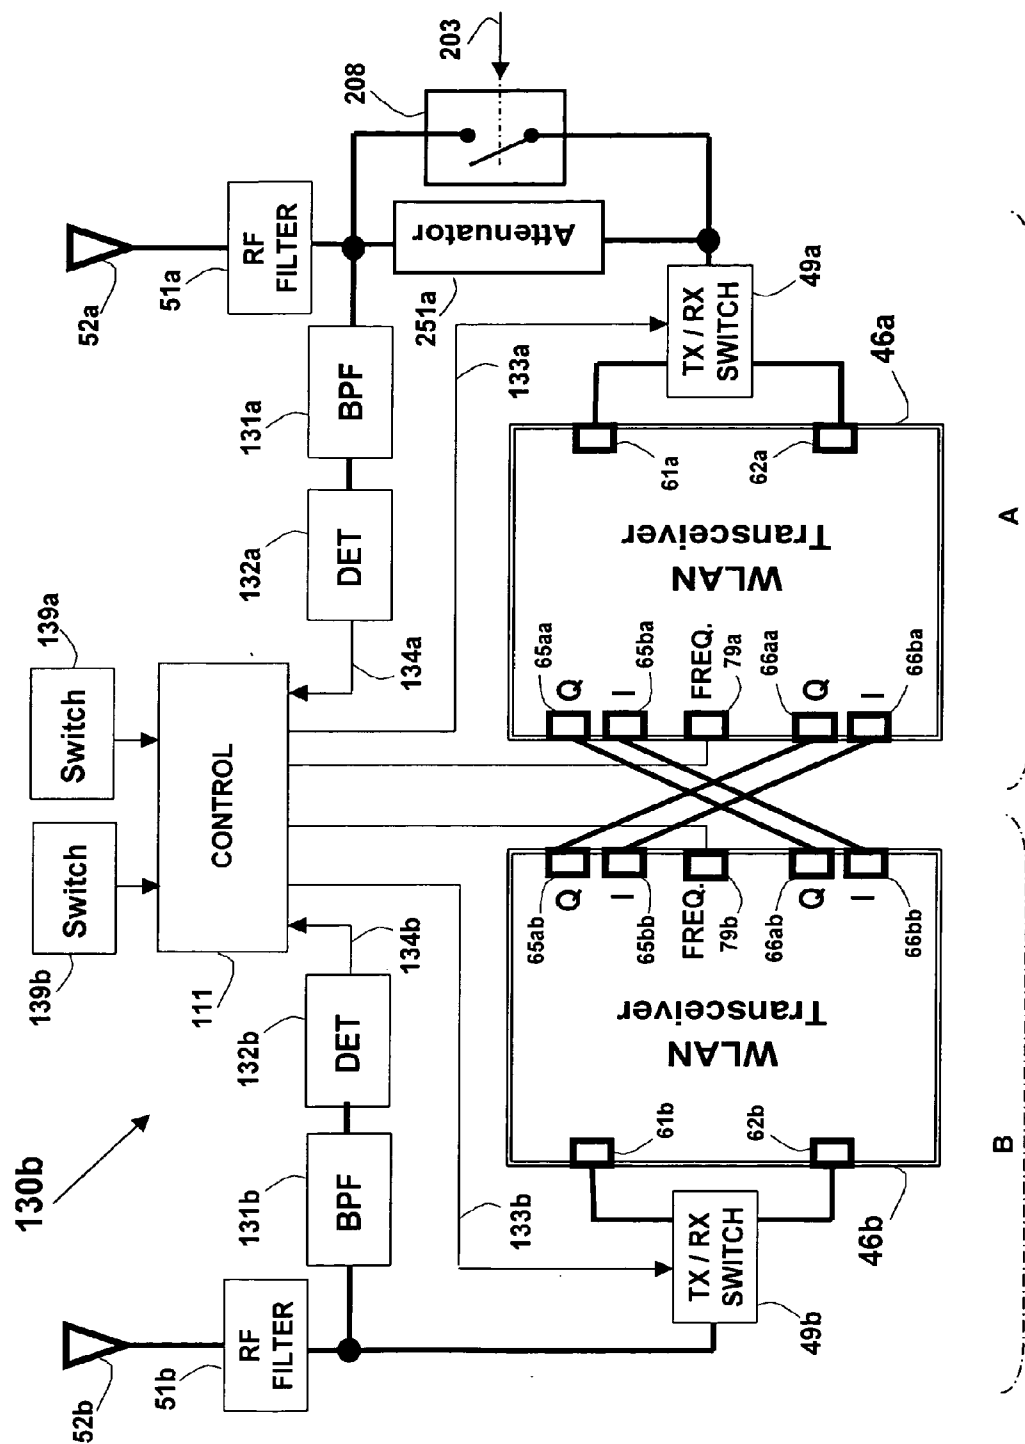 130b
52b
51b
RF
FILTER
131b
BPF
132b
DET
134b
133b
139b
Switch
139a
Switch
111
CONTROL
134a
133a
132a
DET
131a
BPF
52a
51a
RF
FILTER
251a
Attenuator
208
203
49b
TX / RX
SWITCH
46b
61b
62b
WLAN
Transceiver
65ab
Q
65bb
I
FREQ.
79b
66ab
Q
66bb
I
65aa
Q
65ba
I
FREQ.
79a
66aa
Q
66ba
I
WLAN
Transceiver
61a
62a
46a
TX / RX
SWITCH
49a
B
A